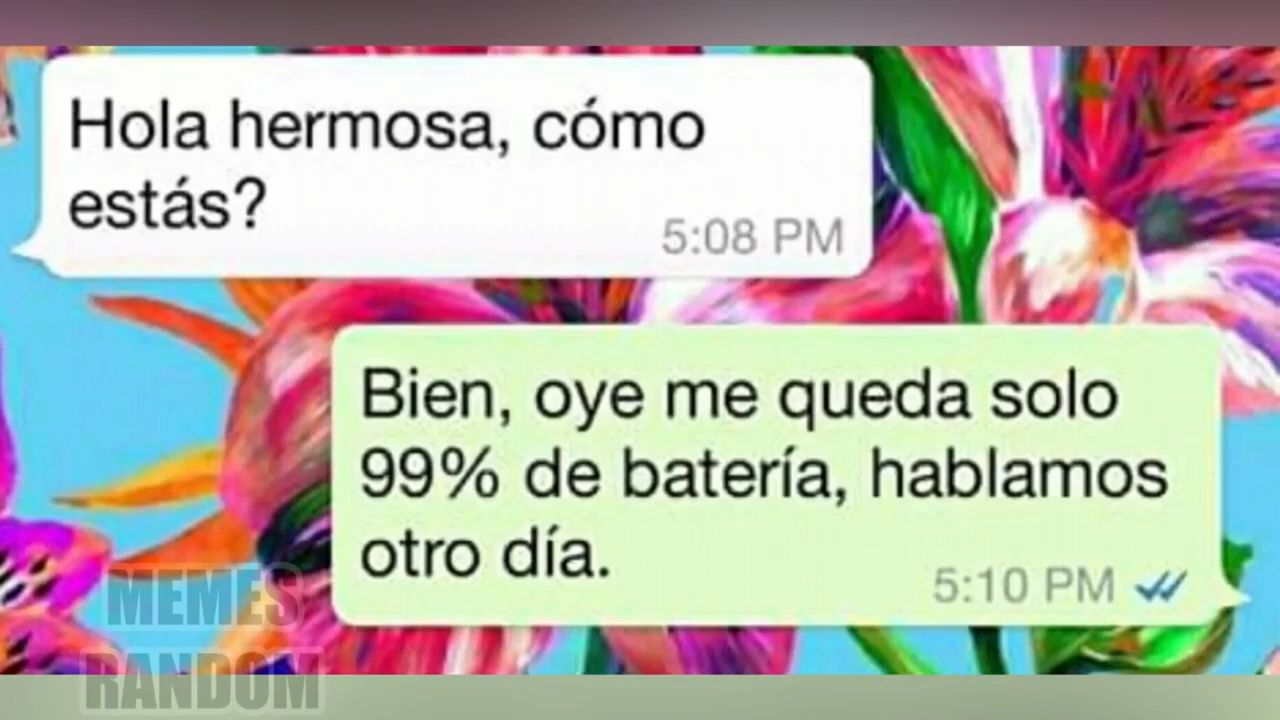 Hola hermosa, cómo
estás?
5:08 PM
Bien, oye me queda solo
99% de batería, hablamos
otro día.
5:10 PM
MEMES
RANDOM